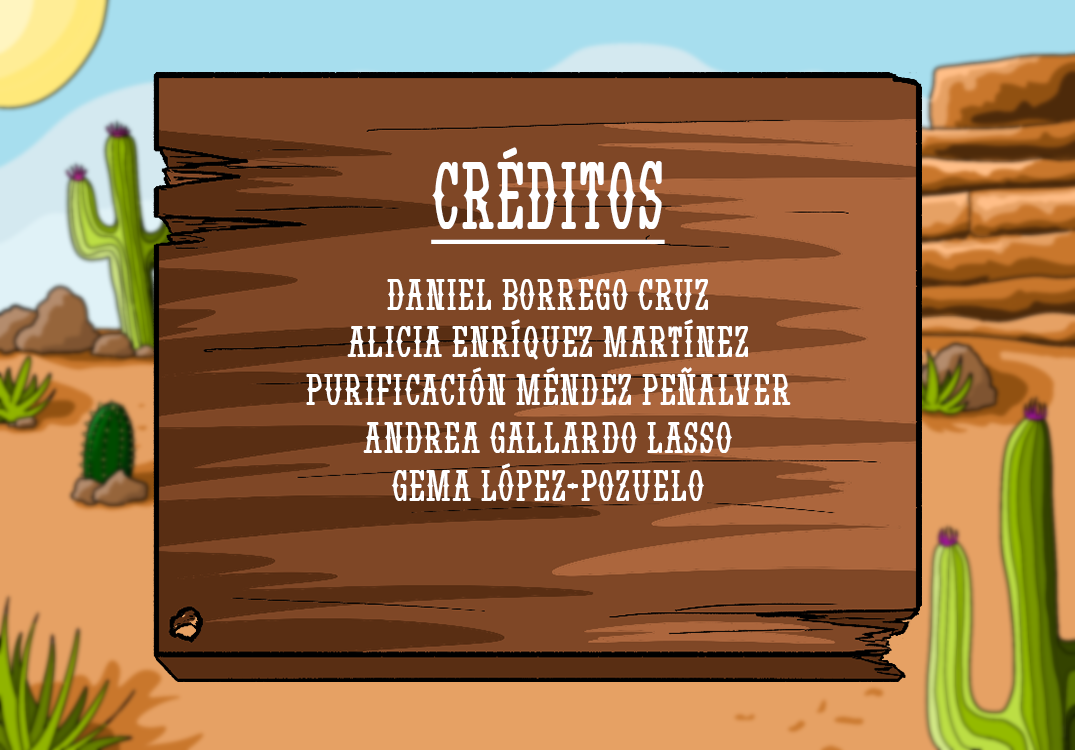 CRÉDITOS
DANIEL BORREGO CRUZ
ALICIA ENRÍQUEZ MARTÍNEZ
PURIFICACIÓN MÉNDEZ PEÑALVER
ANDREA GALLARDO LASSO
GEMA LÓPEZ-POZUELO